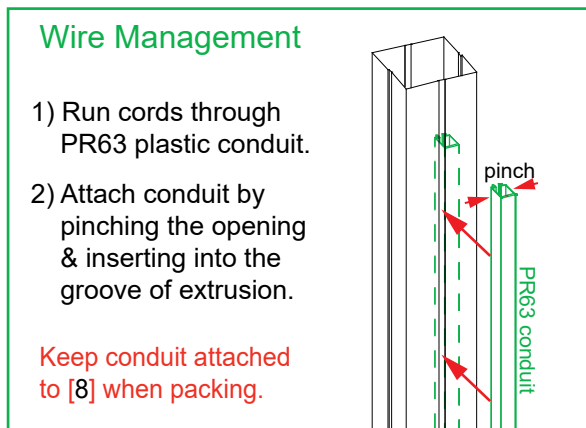 Wire Management
1) Run cords through
PR63 plastic conduit.
2) Attach conduit by
pinching the opening
& inserting into the
groove of extrusion.
Keep conduit attached
to [8] when packing.
pinch
PR63 conduit